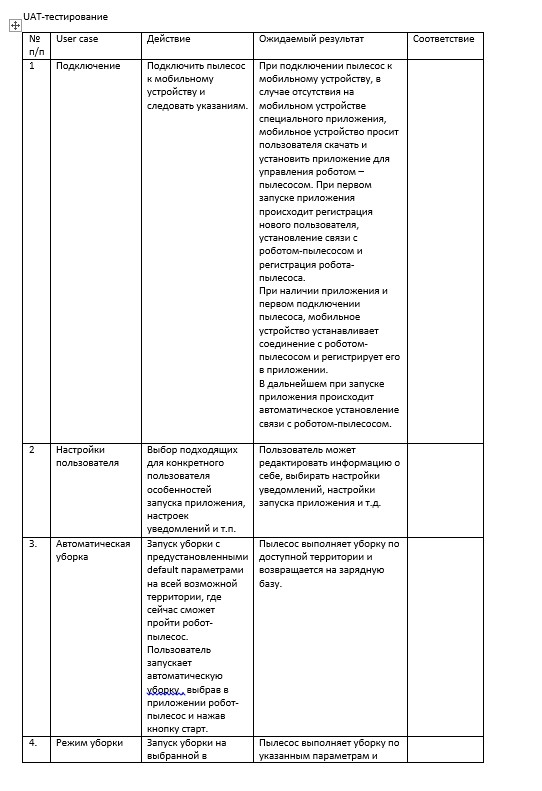 UAT-тестирование
№ п/п
User case
Действие
Ожидаемый результат
Соответствие
1
Подключение
Подключить пылесос
к мобильному
устройству и
следовать указаниям.
При подключении пылесос к
мобильному устройству, в
случае отсутствия на
мобильном устройстве
специального приложения,
мобильное устройство просит
пользователя скачать и
установить приложение для
управления роботом –
пылесосом. При первом
запуске приложения
происходит регистрация
нового пользователя,
установление связи с
роботом-пылесосом и
регистрация робота-
пылесоса.
При наличии приложения и
первом подключении
пылесоса, мобильное
устройство устанавливает
соединение с роботом-
пылесосом и регистрирует его
в приложении.
В дальнейшем при запуске
приложения происходит
автоматическое установление
связи с роботом-пылесосом.
2
Настройки
пользователя
Выбор подходящих
для конкретного
пользователя
особенностей
запуска приложения,
настроек
уведомлений и т.п.
Пользователь может
редактировать информацию о
себе, выбирать настройки
уведомлений, настройки
запуска приложения и т.д.
3.
Автоматическая
уборка
Запуск уборки с
предустановленными
default параметрами
на всей возможной
территории, где
сейчас сможет
пройти робот-
пылесос.
Пользователь
запускает
автоматическую
уборку , выбрав в
приложении робот-
пылесос и нажав
кнопку старт.
Пылесос выполняет уборку по
доступной территории и
возвращается на зарядную
базу.
4.
Режим уборки
Запуск уборки на
выбранной в
Пылесос выполняет уборку по
указанным параметрам и